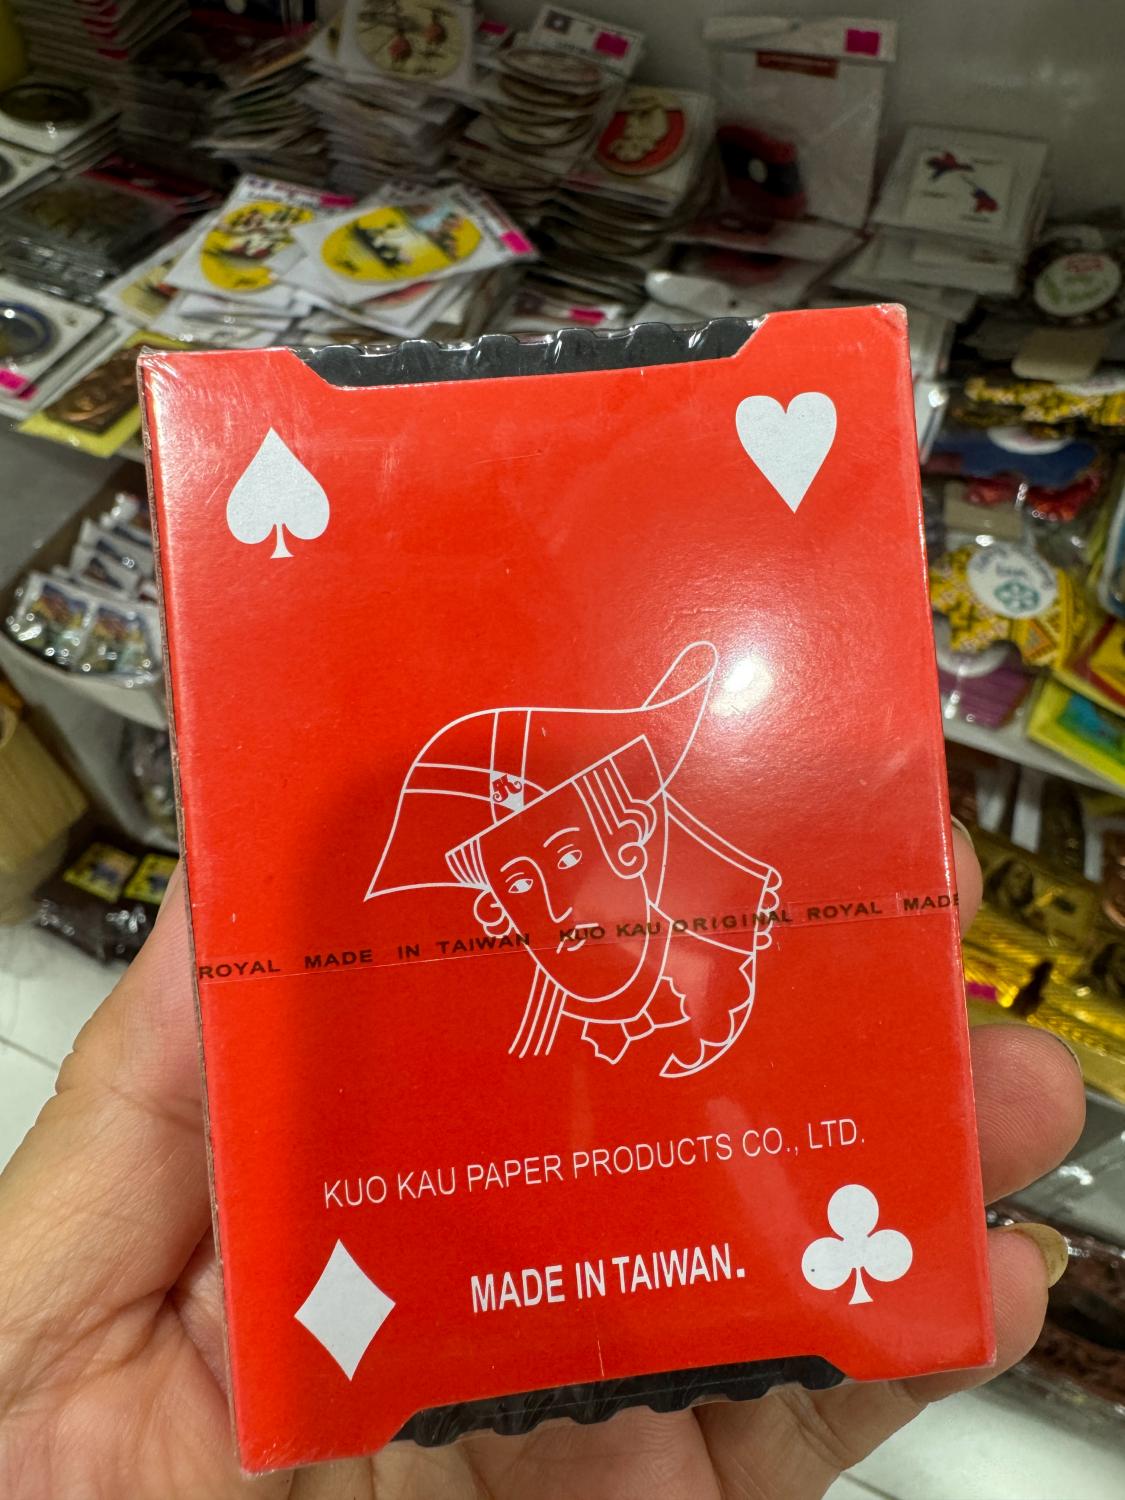 ROYAL MADE IN TAIWAN KUO KAU ORIGINAL ROYAL MADE
KUO KAU PAPER PRODUCTS CO., LTD.
MADE IN TAIWAN.